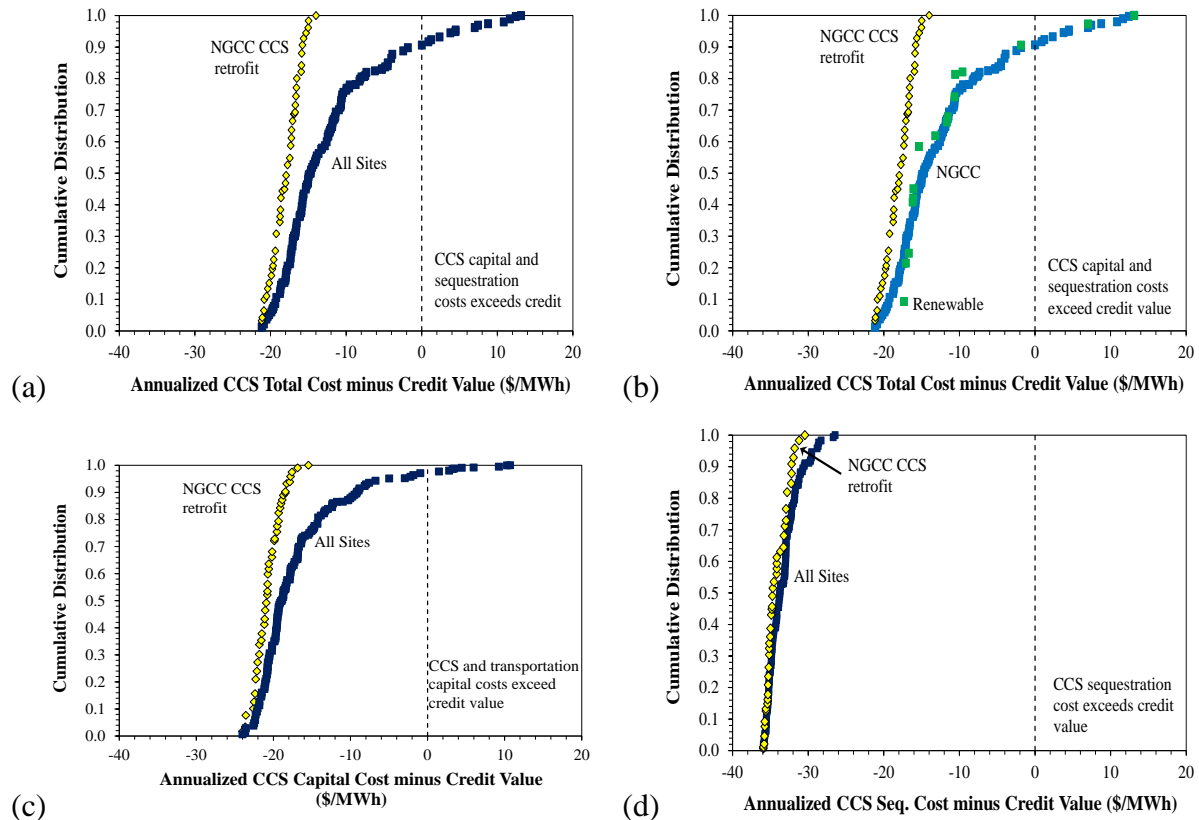 1.0
0.9
0.8
0.7
0.6
0.5
0.4
0.3
0.2
0.1
0.0
Cumulative Distribution
NGCC CCS
retrofit
All Sites
CCS capital and
sequestration
costs exceeds credit
-40 -30 -20 -10 0 10 20
Annualized CCS Total Cost minus Credit Value ($/MWh)
(a)
1.0
0.9
0.8
0.7
0.6
0.5
0.4
0.3
0.2
0.1
0.0
Cumulative Distribution
NGCC CCS
retrofit
NGCC
Renewable
CCS capital and
sequestration costs
exceed credit value
-40 -30 -20 -10 0 10 20
Annualized CCS Total Cost minus Credit Value ($/MWh)
(b)
1.0
0.9
0.8
0.7
0.6
0.5
0.4
0.3
0.2
0.1
0.0
Cumulative Distribution
NGCC CCS
retrofit
All Sites
CCS and transportation
capital costs exceed
credit value
-40 -30 -20 -10 0 10 20
Annualized CCS Capital Cost minus Credit Value
($/MWh)
(c)
1.0
0.9
0.8
0.7
0.6
0.5
0.4
0.3
0.2
0.1
0.0
Cumulative Distribution
NGCC CCS
retrofit
All Sites
CCS sequestration
cost exceeds credit
value
-40 -30 -20 -10 0 10 20
Annualized CCS Seq. Cost minus Credit Value ($/MWh)
(d)